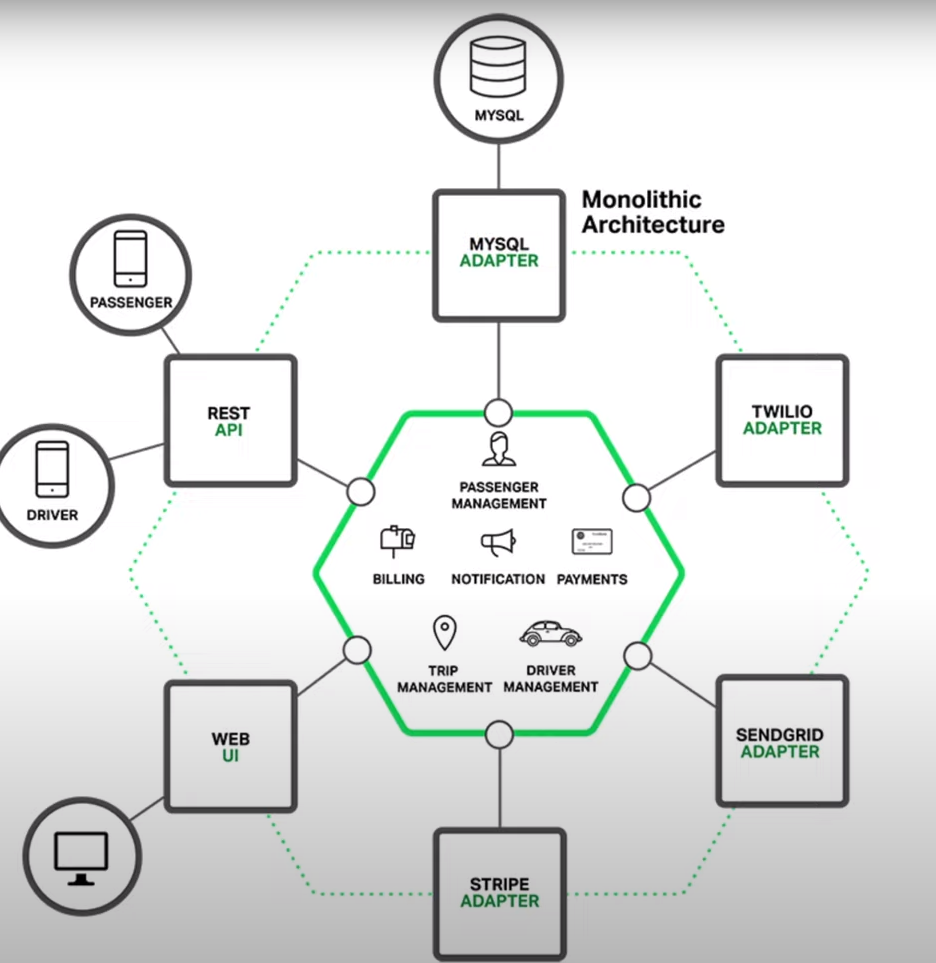 MYSQL
Monolithic
Architecture
MYSQL
ADAPTER
PASSENGER
REST
API
TWILIO
ADAPTER
DRIVER
PASSENGER
MANAGEMENT
BILLING
NOTIFICATION
PAYMENTS
TRIP
MANAGEMENT
DRIVER
MANAGEMENT
WEB
UI
SENDGRID
ADAPTER
STRIPE
ADAPTER